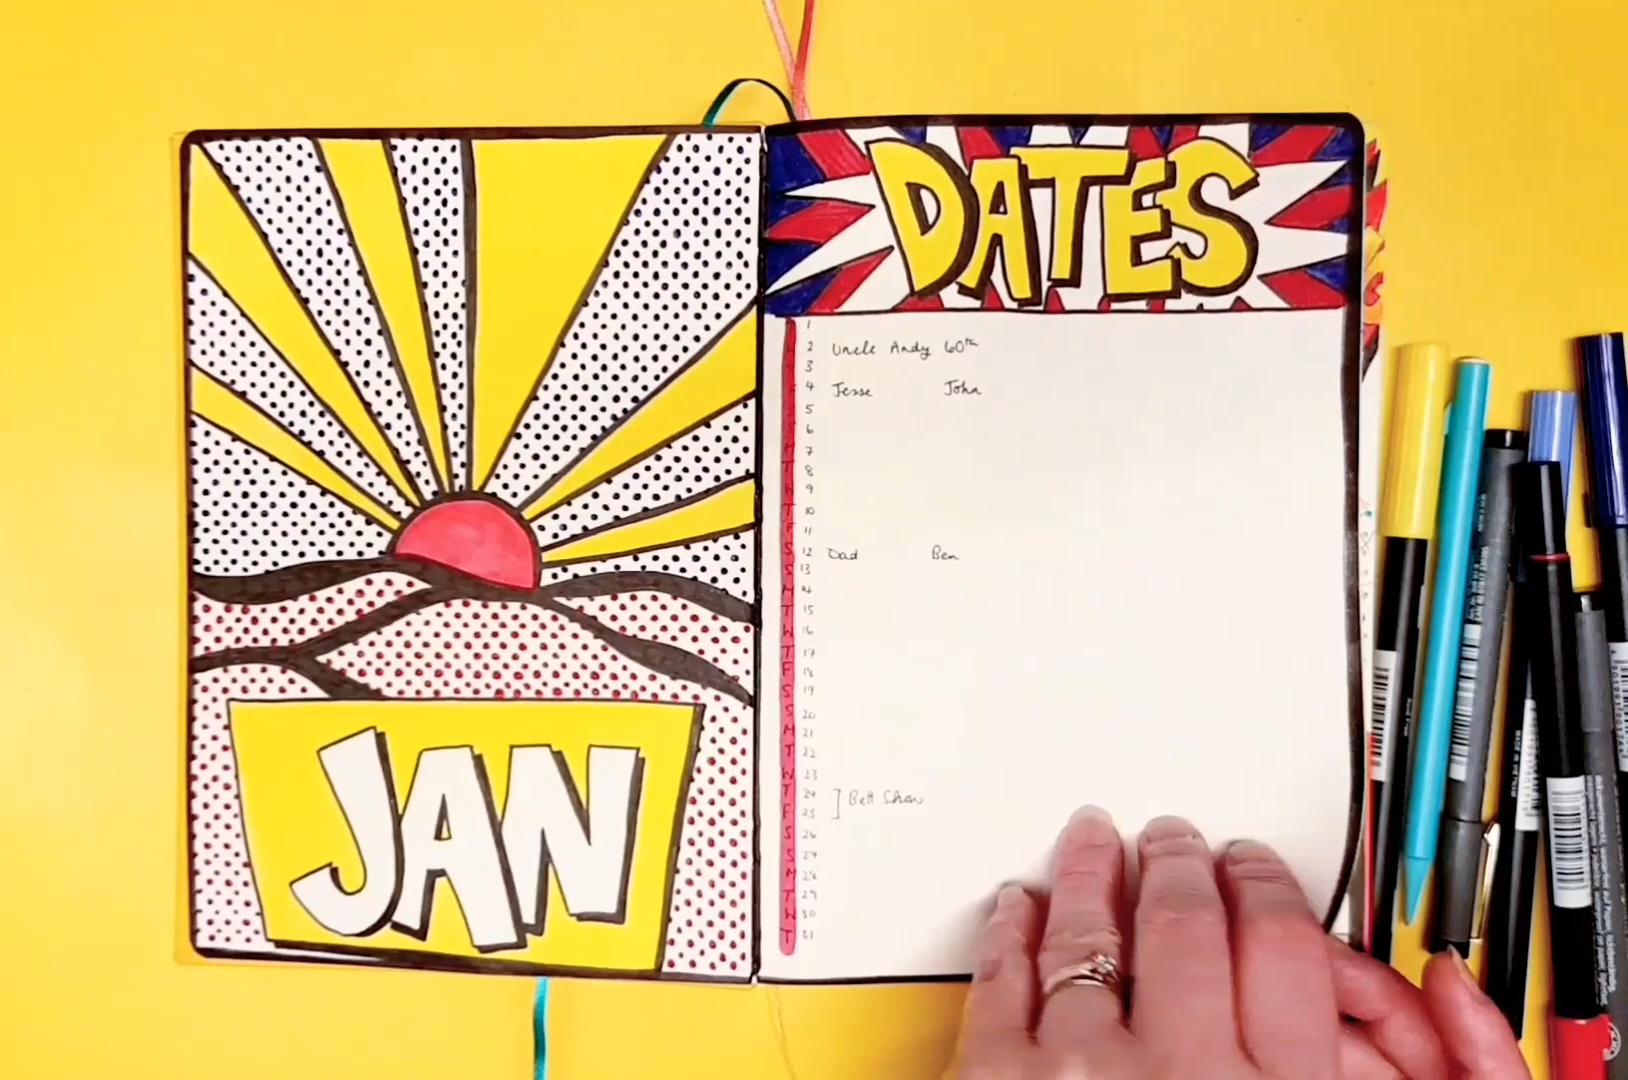 JAN
DATES
1
W 2 Uncle Andy 60th
3
4 Jesse John
5
6
M 7
T 8
W 9
T 10
F 11
S 12 Dad Ben
S 13
M 14
T 15
W 16
T 17
F 18
S 19
S 20
M 21
T 22
W 23
T 24 ] Bett Show
F 25
S 26
S 27
M 28
T 29
W 30
T 31